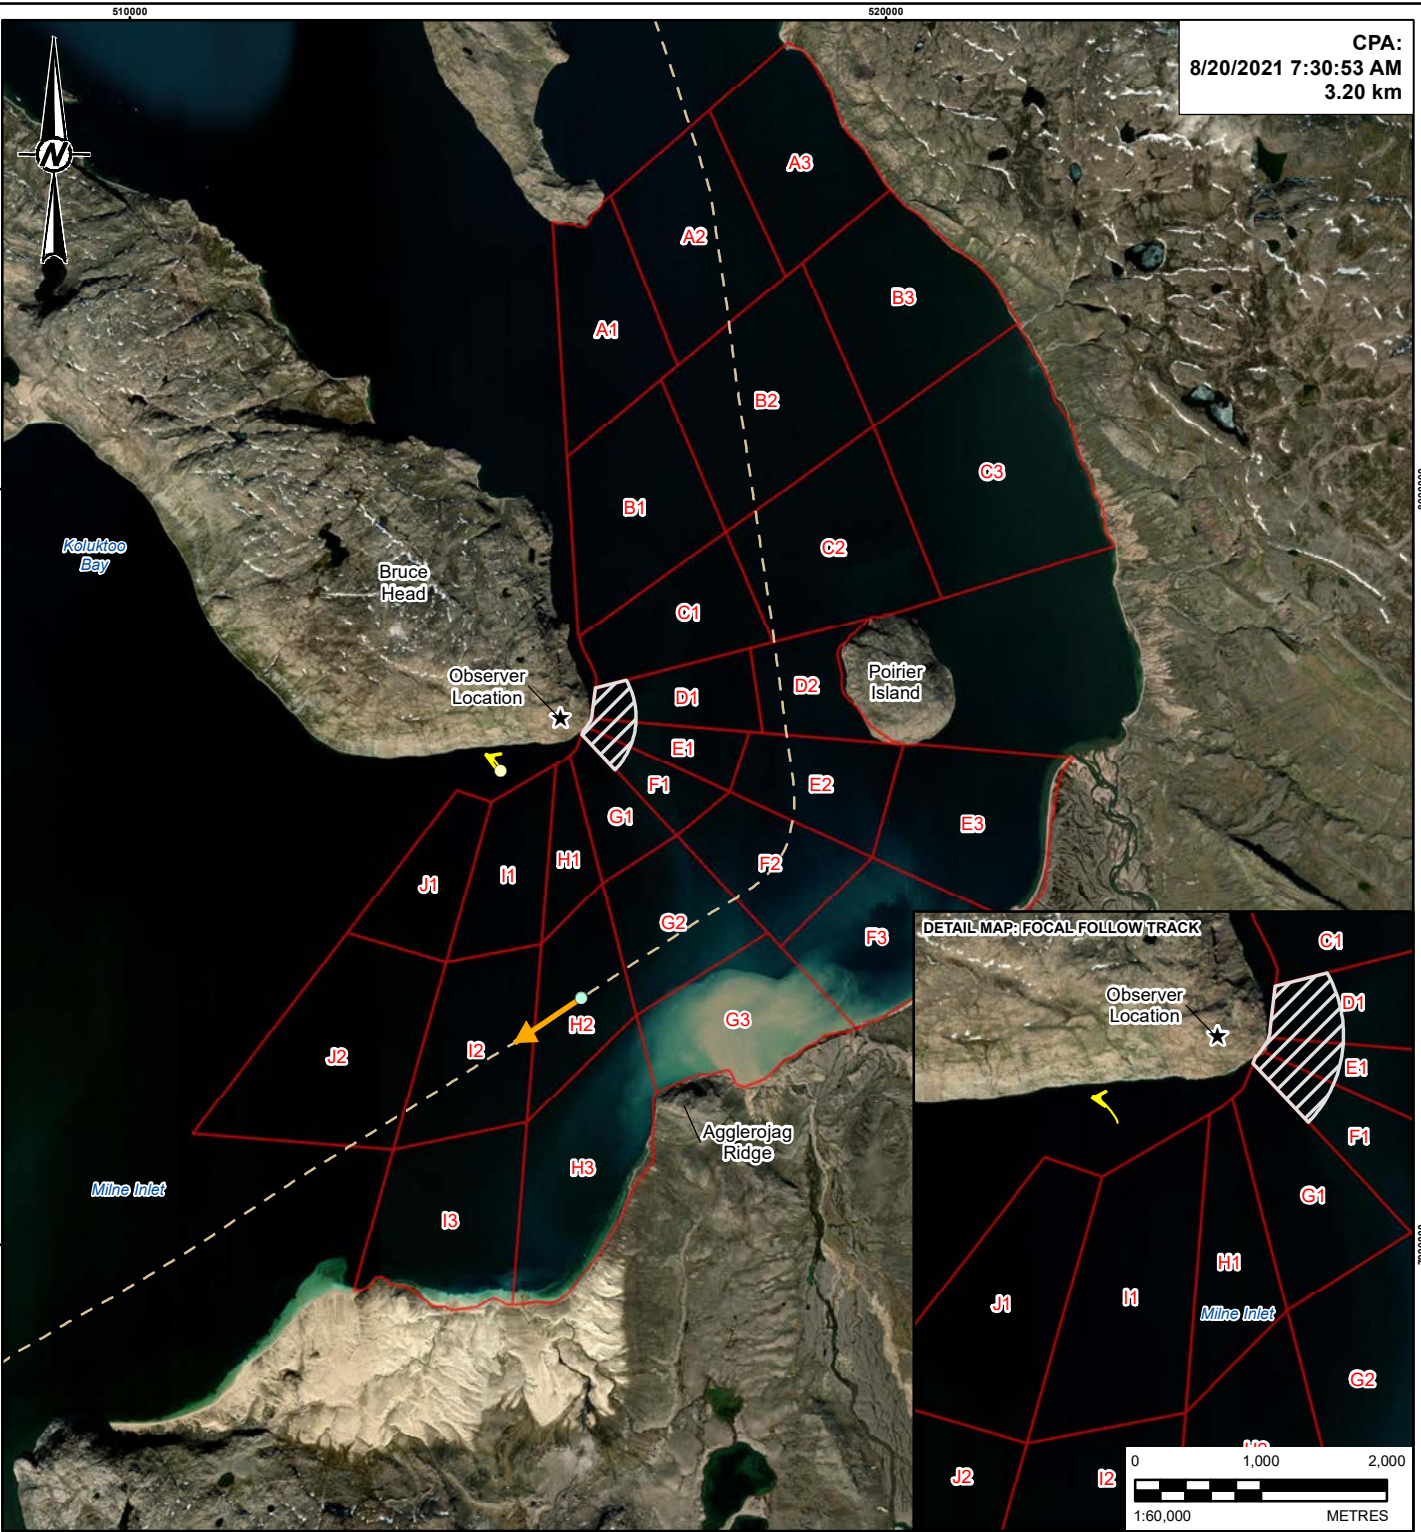 510000
520000
CPA:
8/20/2021 7:30:53 AM
3.20 km
N
A3
A2
B3
A1
B2
C3
B1
C2
Koluktoo
Bay
Bruce
Head
C1
Observer
Location
Poirier
Island
D2
D1
E1
F1
E2
G1
E3
H1
F2
I1
J1
G2
F3
G3
H2
I2
J2
Agglerojag
Ridge
H3
Milne Inlet
I3
DETAIL MAP: FOCAL FOLLOW TRACK
C1
Observer
Location
D1
E1
F1
G1
H1
I1
J1
Milne Inlet
G2
J2
I2
0 1,000 2,000
1:60,000 METRES